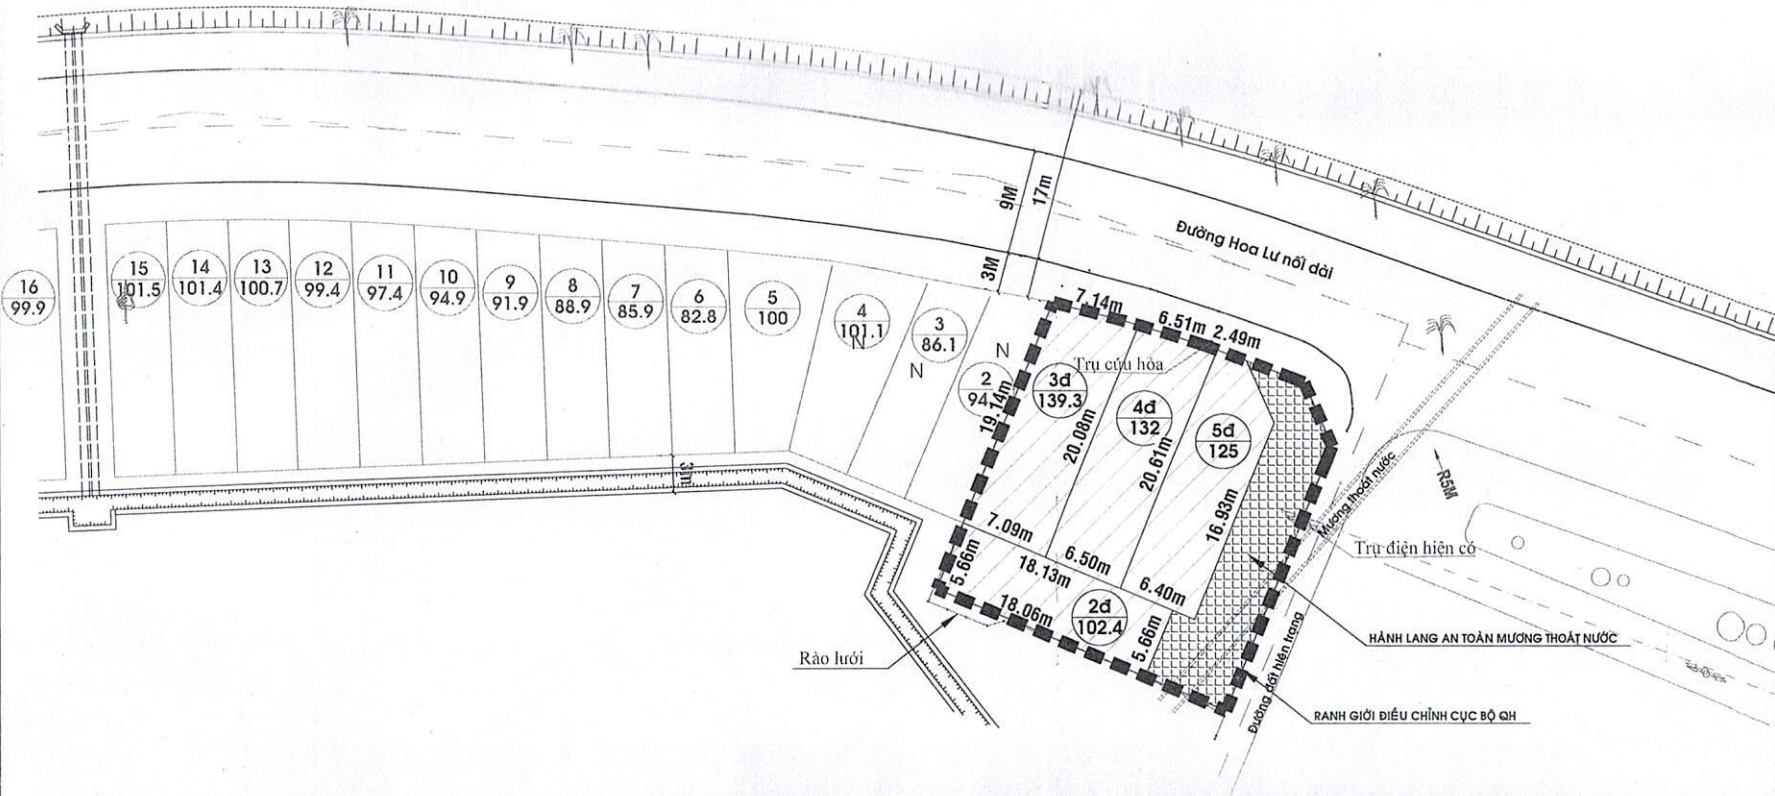 9M
17m
3M
Đường Hoa Lư nối dài
16
99.9
15
101.5
14
101.4
13
100.7
12
99.4
11
97.4
10
94.9
9
91.9
8
88.9
7
85.9
6
82.8
5
100
4
101.1
N
3
86.1
N
2
94
N
7.14m
6.51m
2.49m
Trụ cứu hỏa
3đ
139.3
4đ
132
5đ
125
19.14m
20.08m
20.61m
16.93m
3m
7.09m
6.50m
6.40m
18.13m
5.66m
18.06m
2đ
102.4
5.66m
Rào lưới
Mương thoát nước
R5M
Trụ điện hiện có
HÀNH LANG AN TOÀN MƯƠNG THOÁT NƯỚC
Đường đất hiện trạng
RANH GIỚI ĐIỀU CHỈNH CỤC BỘ QH